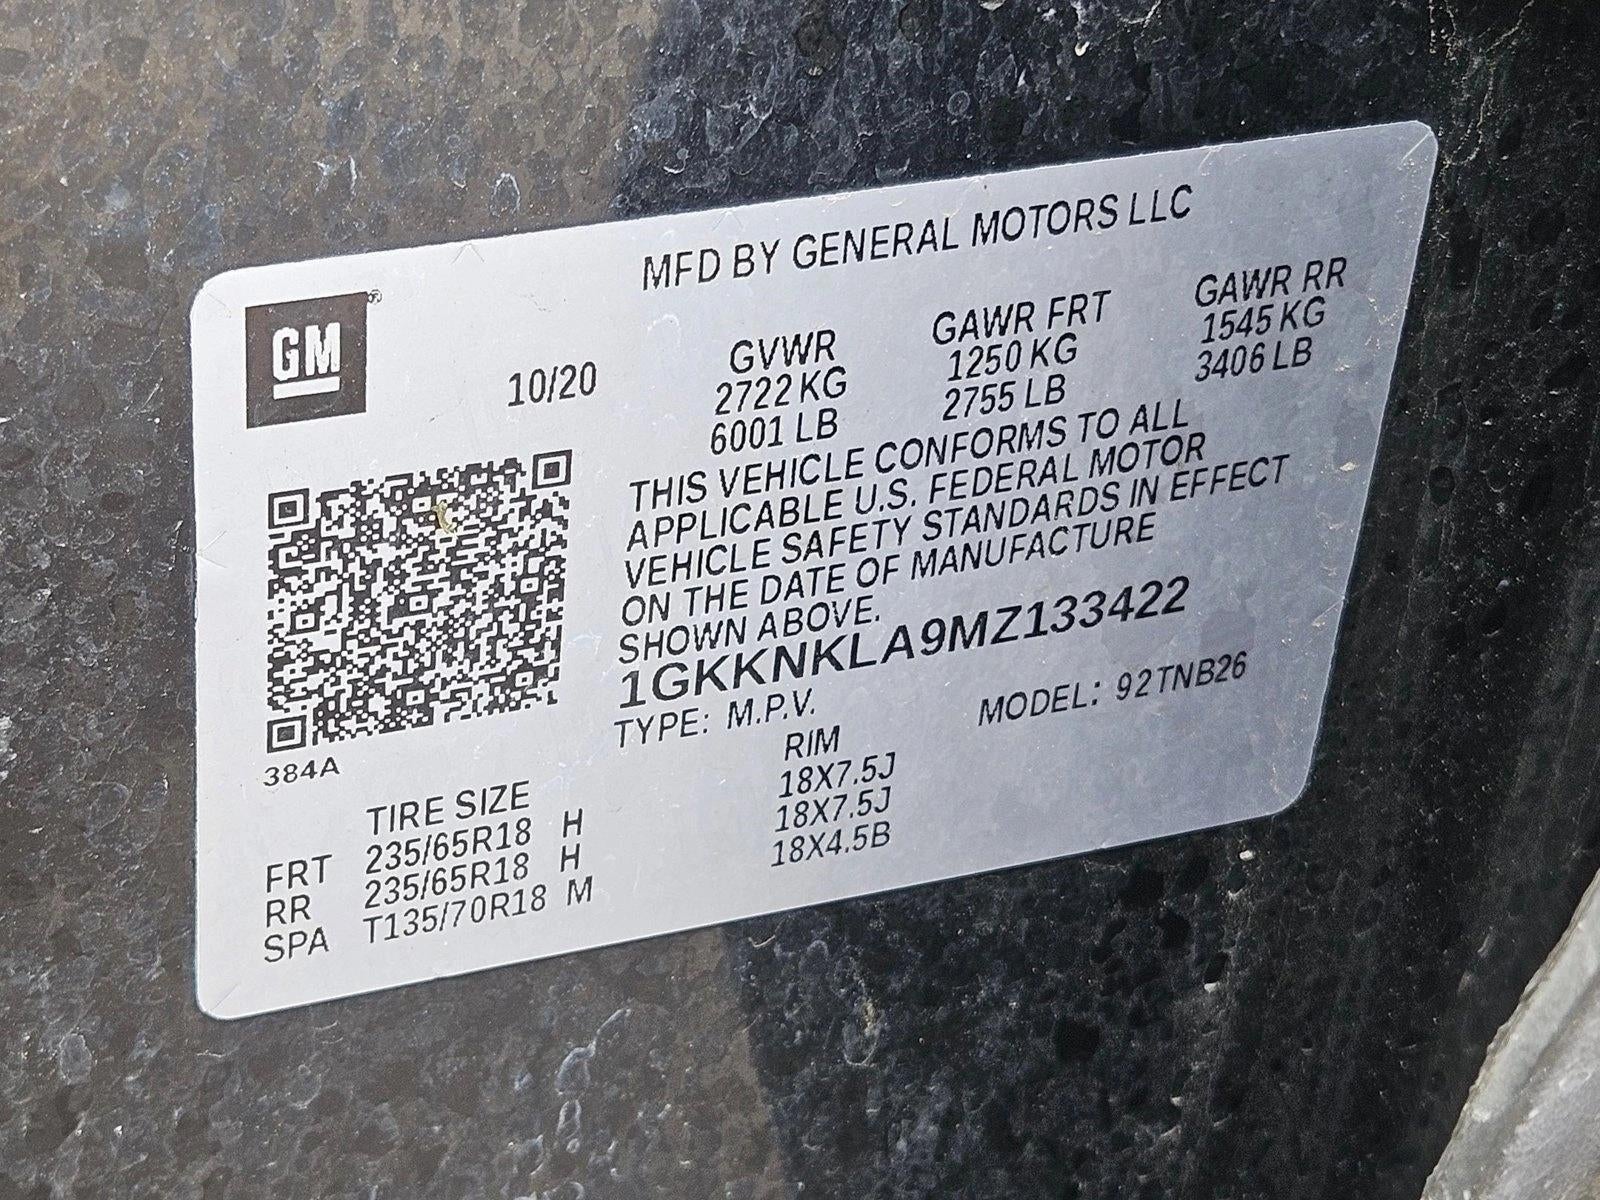 MFD BY GENERAL MOTORS LLC
GM®
10/20
GVWR
2722 KG
6001 LB
GAWR FRT
1250 KG
2755 LB
GAWR RR
1545 KG
3406 LB
THIS VEHICLE CONFORMS TO ALL
APPLICABLE U.S. FEDERAL MOTOR
VEHICLE SAFETY STANDARDS IN EFFECT
ON THE DATE OF MANUFACTURE
SHOWN ABOVE.
1GKKNKLA9MZ133422
TYPE: M.P.V. MODEL: 92TNB26
384A
TIRE SIZE RIM
FRT 235/65R18 H 18X7.5J
RR 235/65R18 H 18X7.5J
SPA T135/70R18 M 18X4.5B